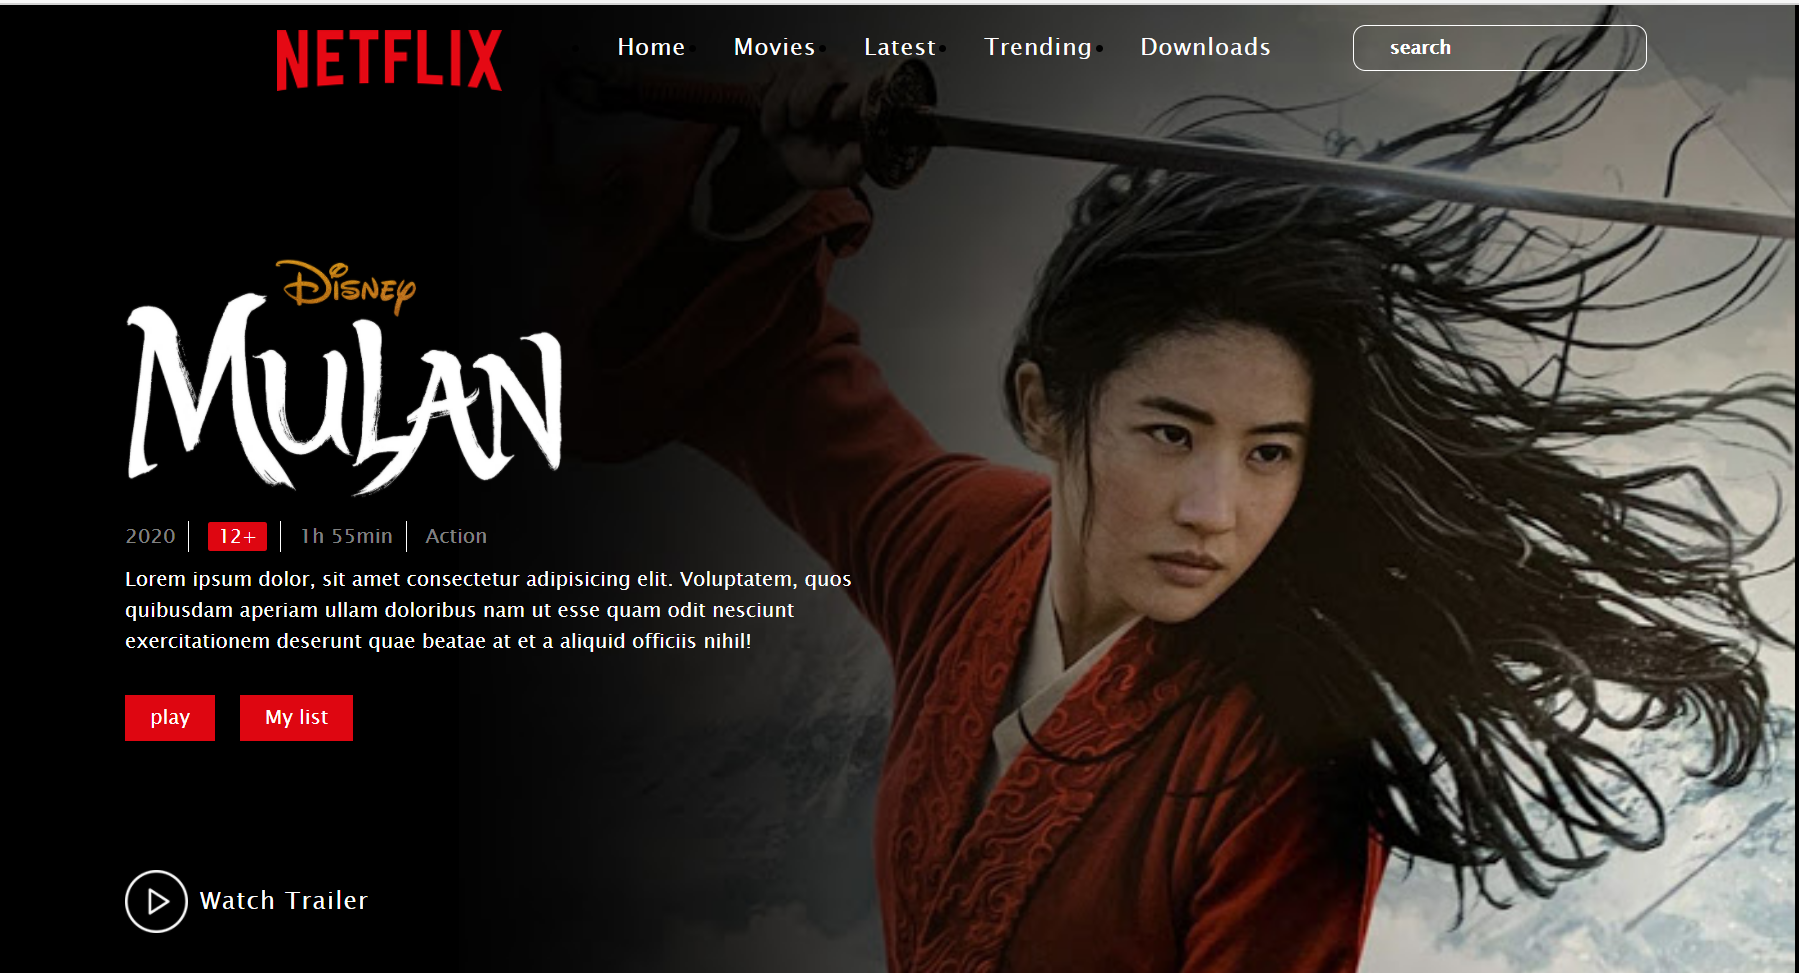 NETFLIX
Home Movies Latest Trending Downloads
search
Disney
MULAN
2020 12+ 1h 55min Action
Lorem ipsum dolor, sit amet consectetur adipisicing elit. Voluptatem, quos
quibusdam aperiam ullam doloribus nam ut esse quam odit nesciunt
exercitationem deserunt quae beatae at et a aliquid officiis nihil!
play My list
Watch Trailer